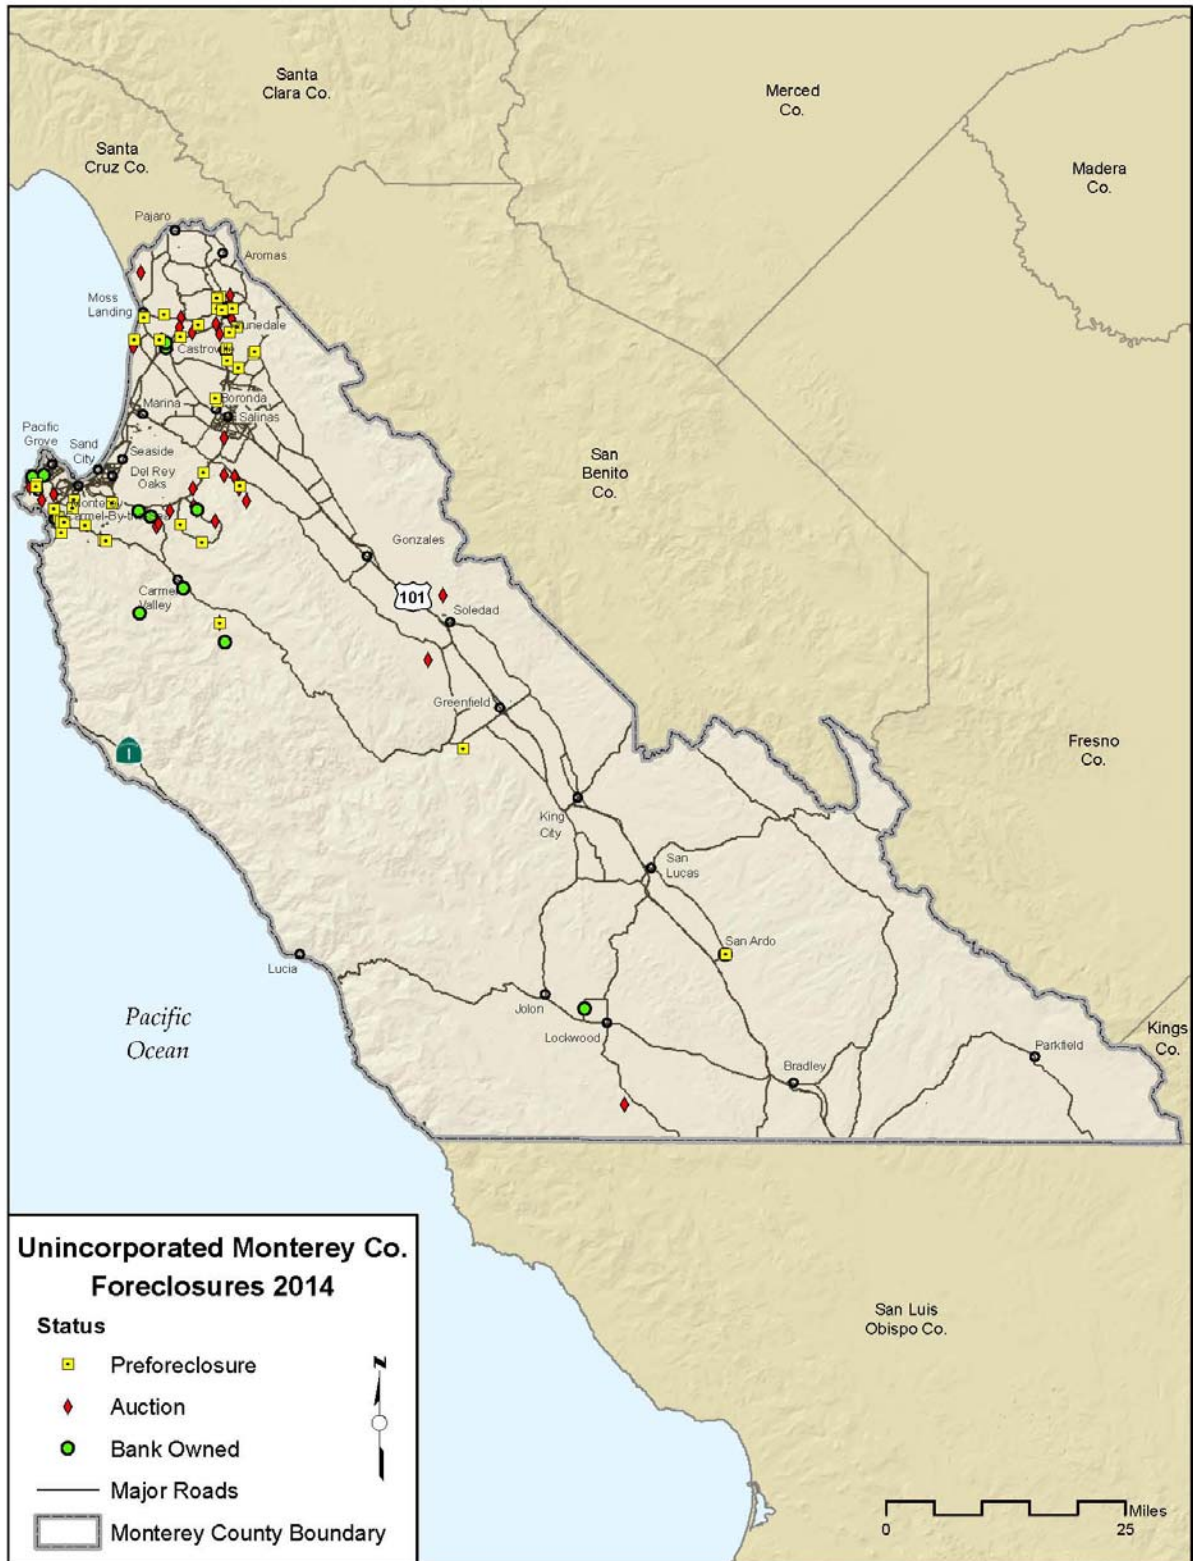 Santa
Clara Co.
Merced
Co.
Santa
Cruz Co.
Madera
Co.
Pajaro
Aromas
Moss
Landing
Castroville
Marina
Boronda
Salinas
Pacific
Grove
Sand
City
Seaside
Del Rey
Oaks
Monterey
San
Benito
Co.
Gonzales
Carmel
Valley
101
Soledad
Greenfield
1
Fresno
Co.
King
City
San
Lucas
San Ardo
Lucia
Jolon
Lockwood
Pacific
Ocean
Kings
Co.
Parkfield
Bradley
Unincorporated Monterey Co.
Foreclosures 2014
Status
Preforeclosure
Auction
Bank Owned
Major Roads
Monterey County Boundary
N
San Luis
Obispo Co.
Miles
0
25